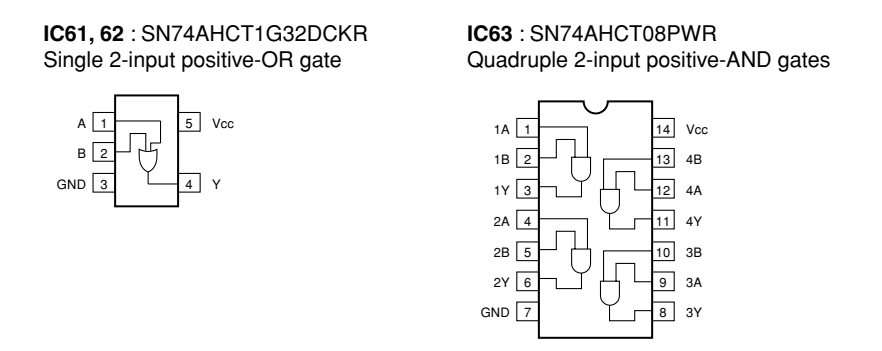 IC61, 62 : SN74AHCT1G32DCKR
Single 2-input positive-OR gate
A 1
5 Vcc
B 2
GND 3
4 Y
IC63 : SN74AHCT08PWR
Quadruple 2-input positive-AND gates
1A 1
14 Vcc
1B 2
13 4B
1Y 3
12 4A
2A 4
11 4Y
2B 5
10 3B
2Y 6
9 3A
GND 7
8 3Y